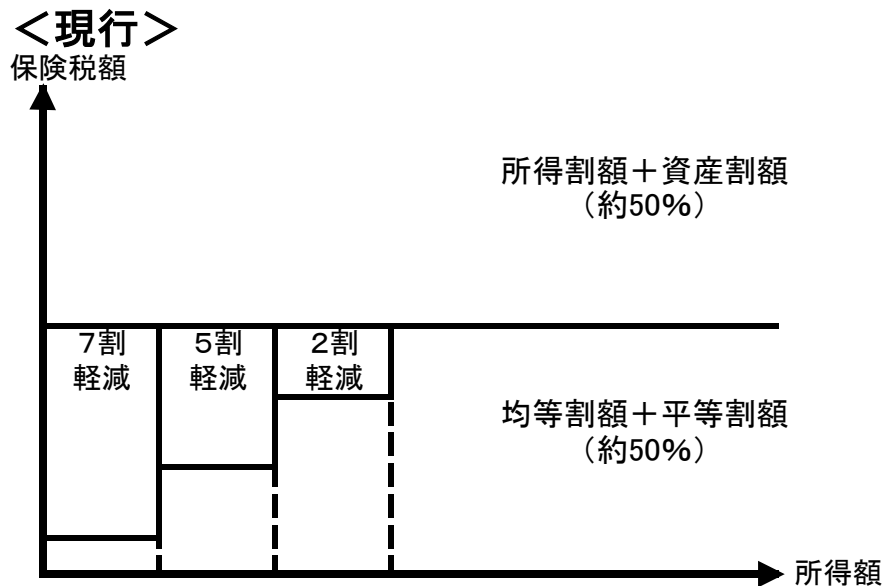 ＜現行＞
保険税額
所得割額＋資産割額
（約50％）
７割
軽減
５割
軽減
２割
軽減
均等割額＋平等割額
（約50％）
所得額